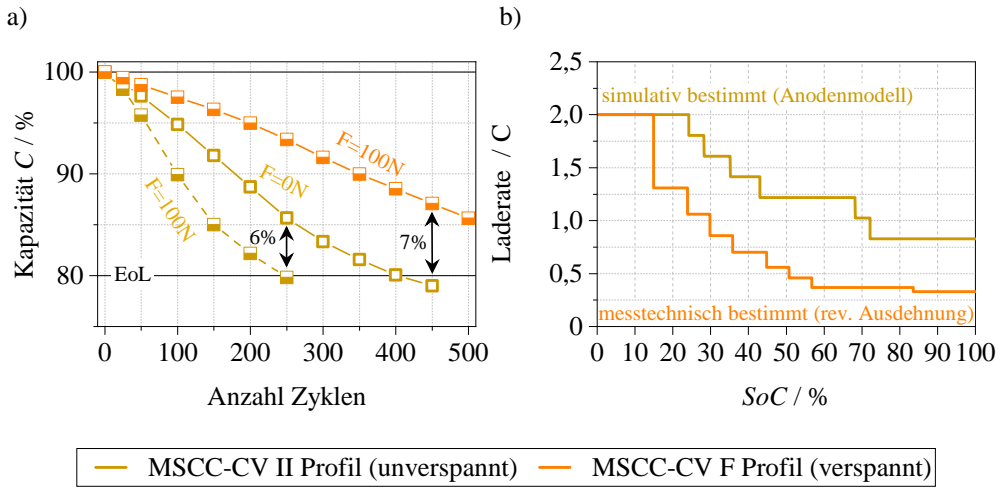 a)
b)
Kapazität C / %
100
90
80
EoL
F=100N
F=0N
F=100N
6%
7%
0
100
200
300
400
500
Anzahl Zyklen
Laderate / C
2,5
2,0
1,5
1,0
0,5
0
simulativ bestimmt (Anodenmodell)
messtechnisch bestimmt (rev. Ausdehnung)
0
10
20
30
40
50
60
70
80
90
100
SoC / %
MSCC-CV II Profil (unverspannt)
MSCC-CV F Profil (verspannt)